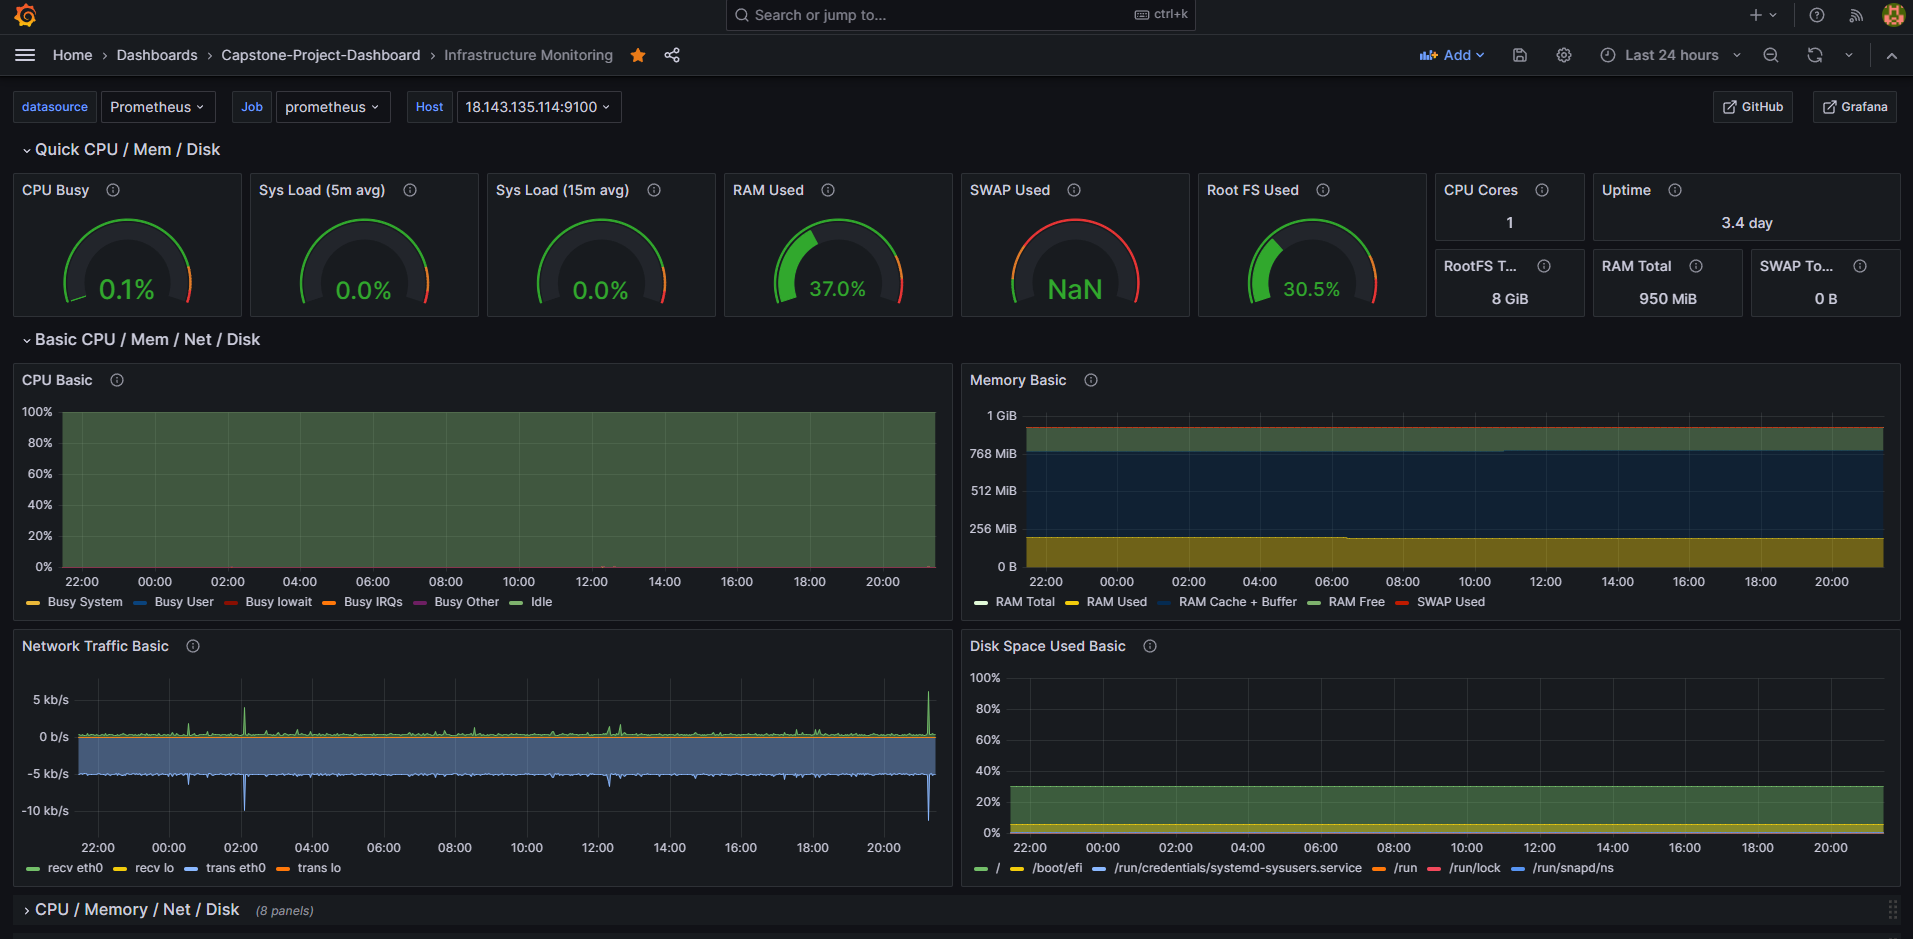 Search or jump to...
ctrl+k
Home › Dashboards › Capstone-Project-Dashboard › Infrastructure Monitoring
Add
Last 24 hours
datasource Prometheus
Job prometheus
Host 18.143.135.114:9100
GitHub
Grafana
Quick CPU / Mem / Disk
CPU Busy
0.1%
Sys Load (5m avg)
0.0%
Sys Load (15m avg)
0.0%
RAM Used
37.0%
SWAP Used
NaN
Root FS Used
30.5%
CPU Cores
1
Uptime
3.4 day
RootFS T...
8 GiB
RAM Total
950 MiB
SWAP To...
0 B
Basic CPU / Mem / Net / Disk
CPU Basic
100%
80%
60%
40%
20%
0%
22:00 00:00 02:00 04:00 06:00 08:00 10:00 12:00 14:00 16:00 18:00 20:00
Busy System Busy User Busy Iowait Busy IRQs Busy Other Idle
Memory Basic
1 GiB
768 MiB
512 MiB
256 MiB
0 B
22:00 00:00 02:00 04:00 06:00 08:00 10:00 12:00 14:00 16:00 18:00 20:00
RAM Total RAM Used RAM Cache + Buffer RAM Free SWAP Used
Network Traffic Basic
5 kb/s
0 b/s
-5 kb/s
-10 kb/s
22:00 00:00 02:00 04:00 06:00 08:00 10:00 12:00 14:00 16:00 18:00 20:00
recv eth0 recv lo trans eth0 trans lo
Disk Space Used Basic
100%
80%
60%
40%
20%
0%
22:00 00:00 02:00 04:00 06:00 08:00 10:00 12:00 14:00 16:00 18:00 20:00
/ /boot/efi /run/credentials/systemd-sysusers.service /run /run/lock /run/snapd/ns
CPU / Memory / Net / Disk (8 panels)